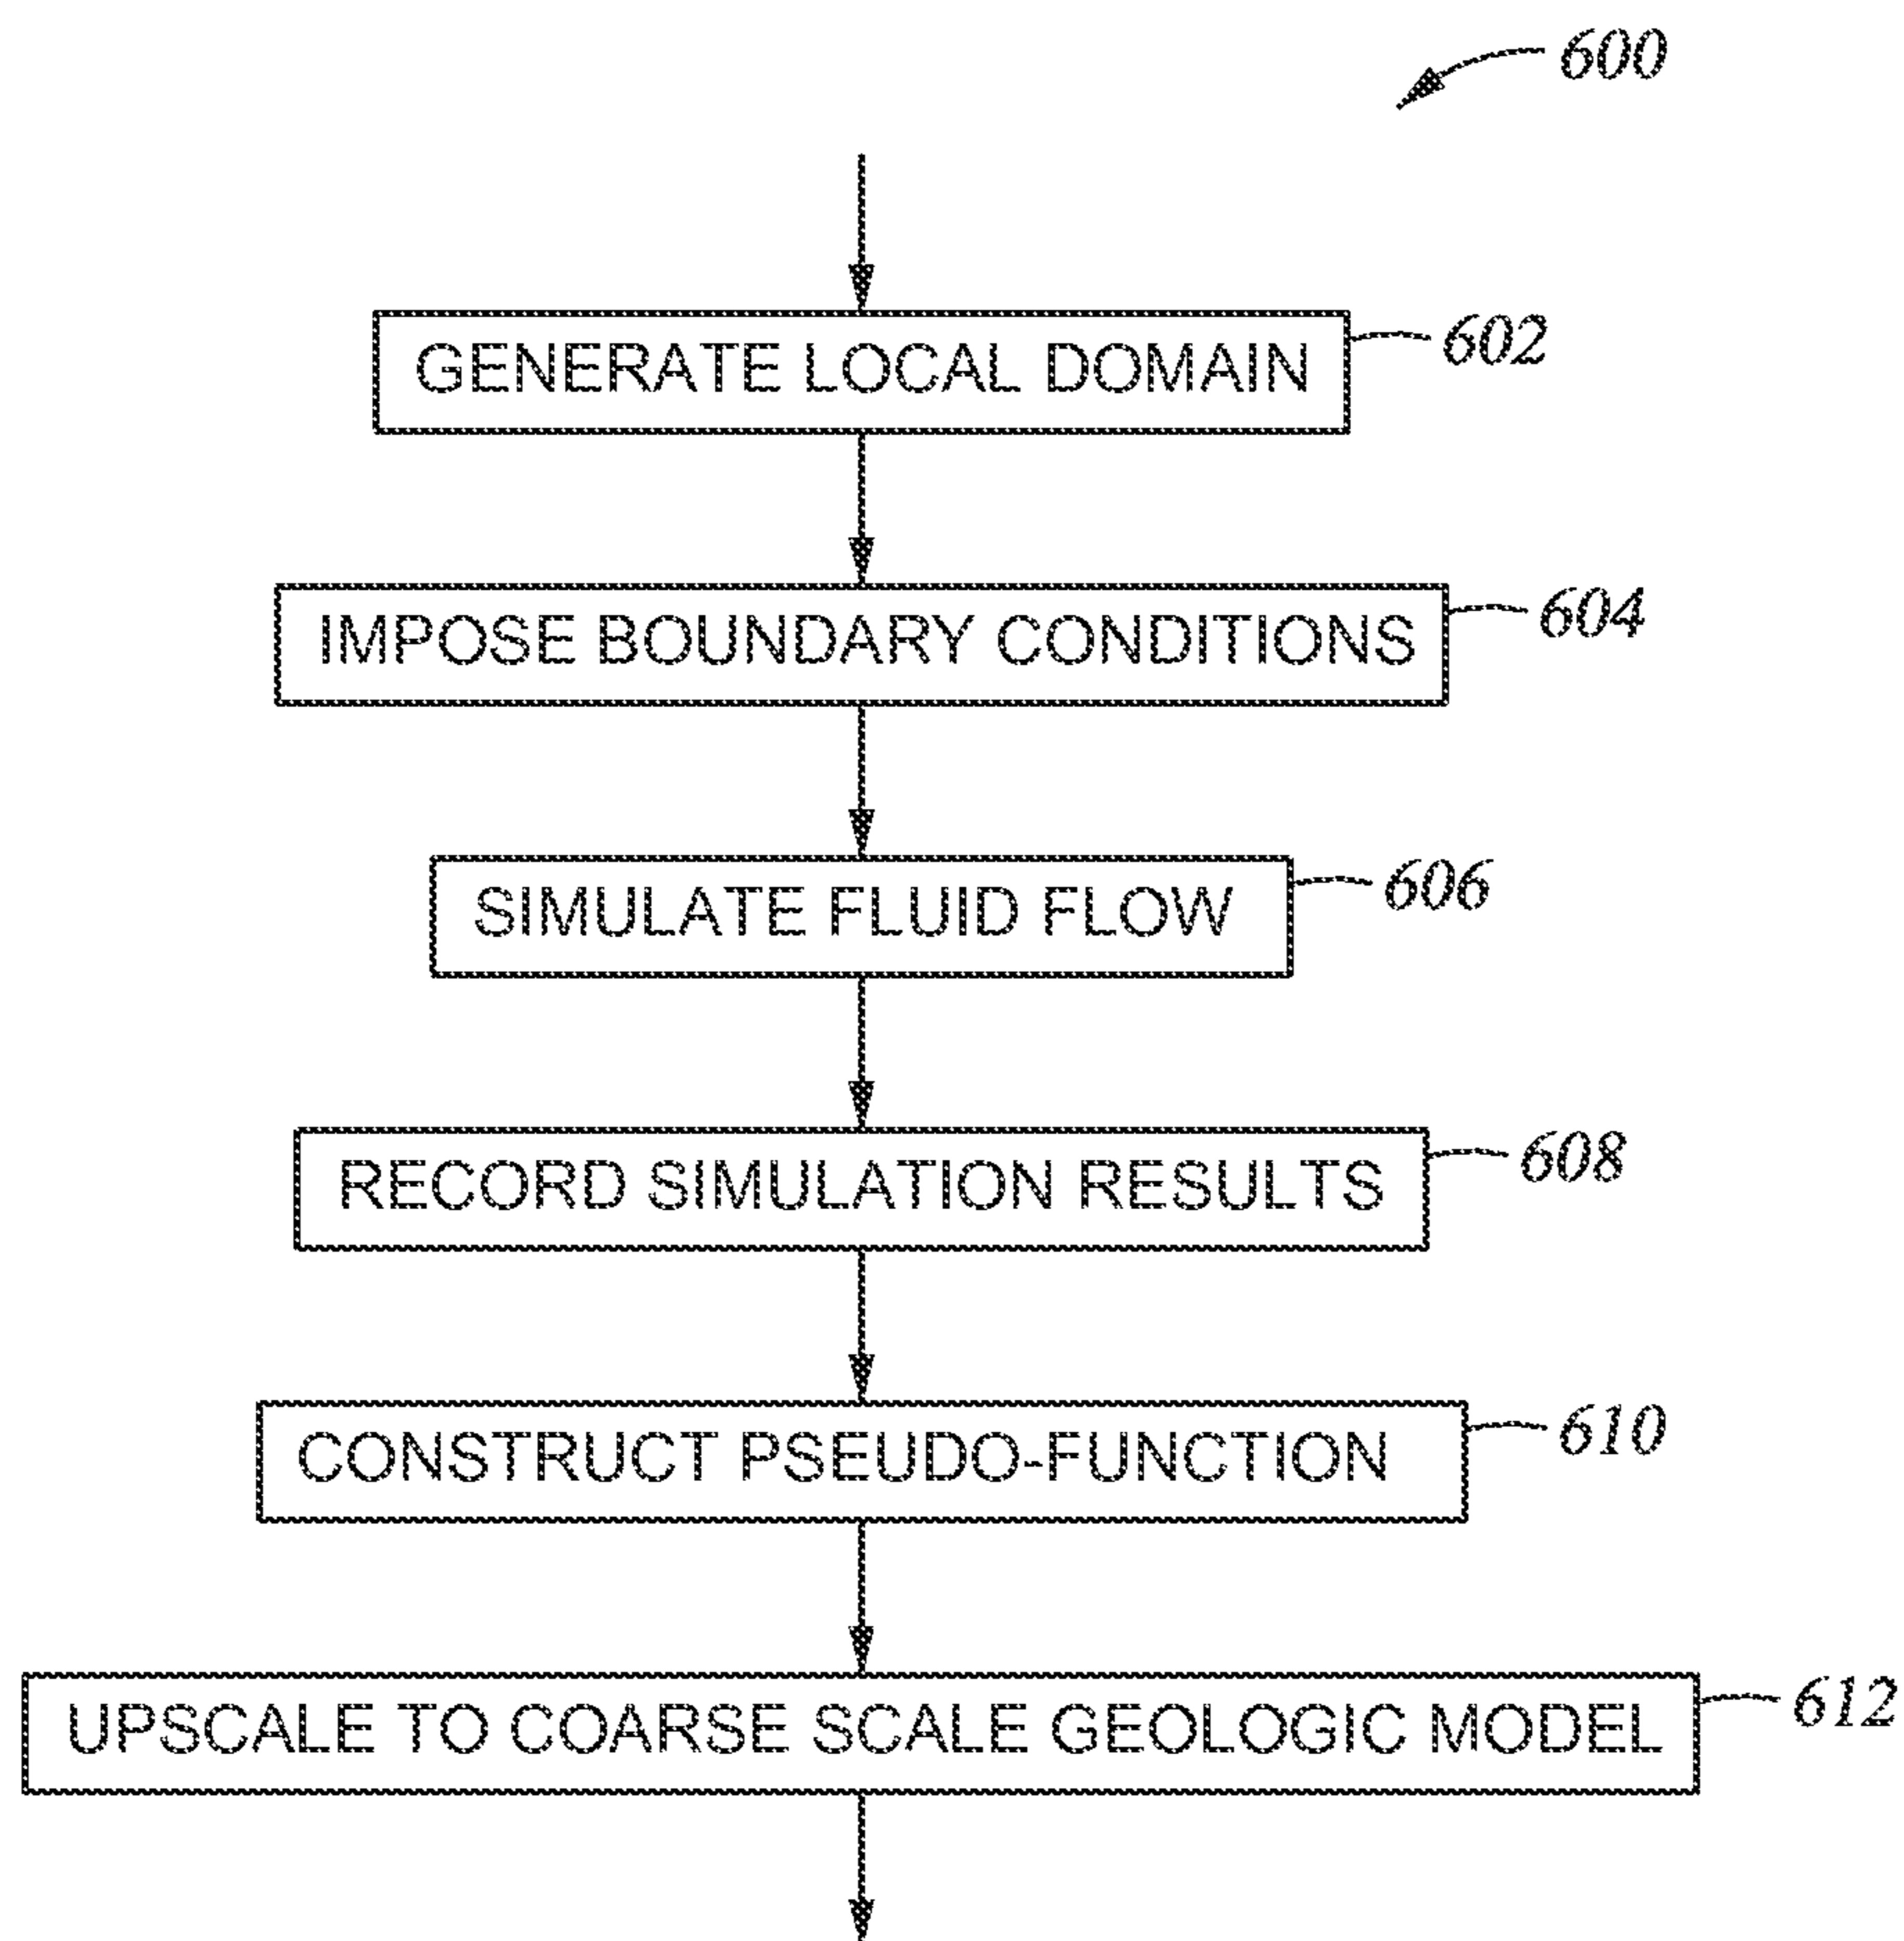 600
GENERATE LOCAL DOMAIN
602
IMPOSE BOUNDARY CONDITIONS
604
SIMULATE FLUID FLOW
606
RECORD SIMULATION RESULTS
608
CONSTRUCT PSEUDO-FUNCTION
610
UPSCALE TO COARSE SCALE GEOLOGIC MODEL
612